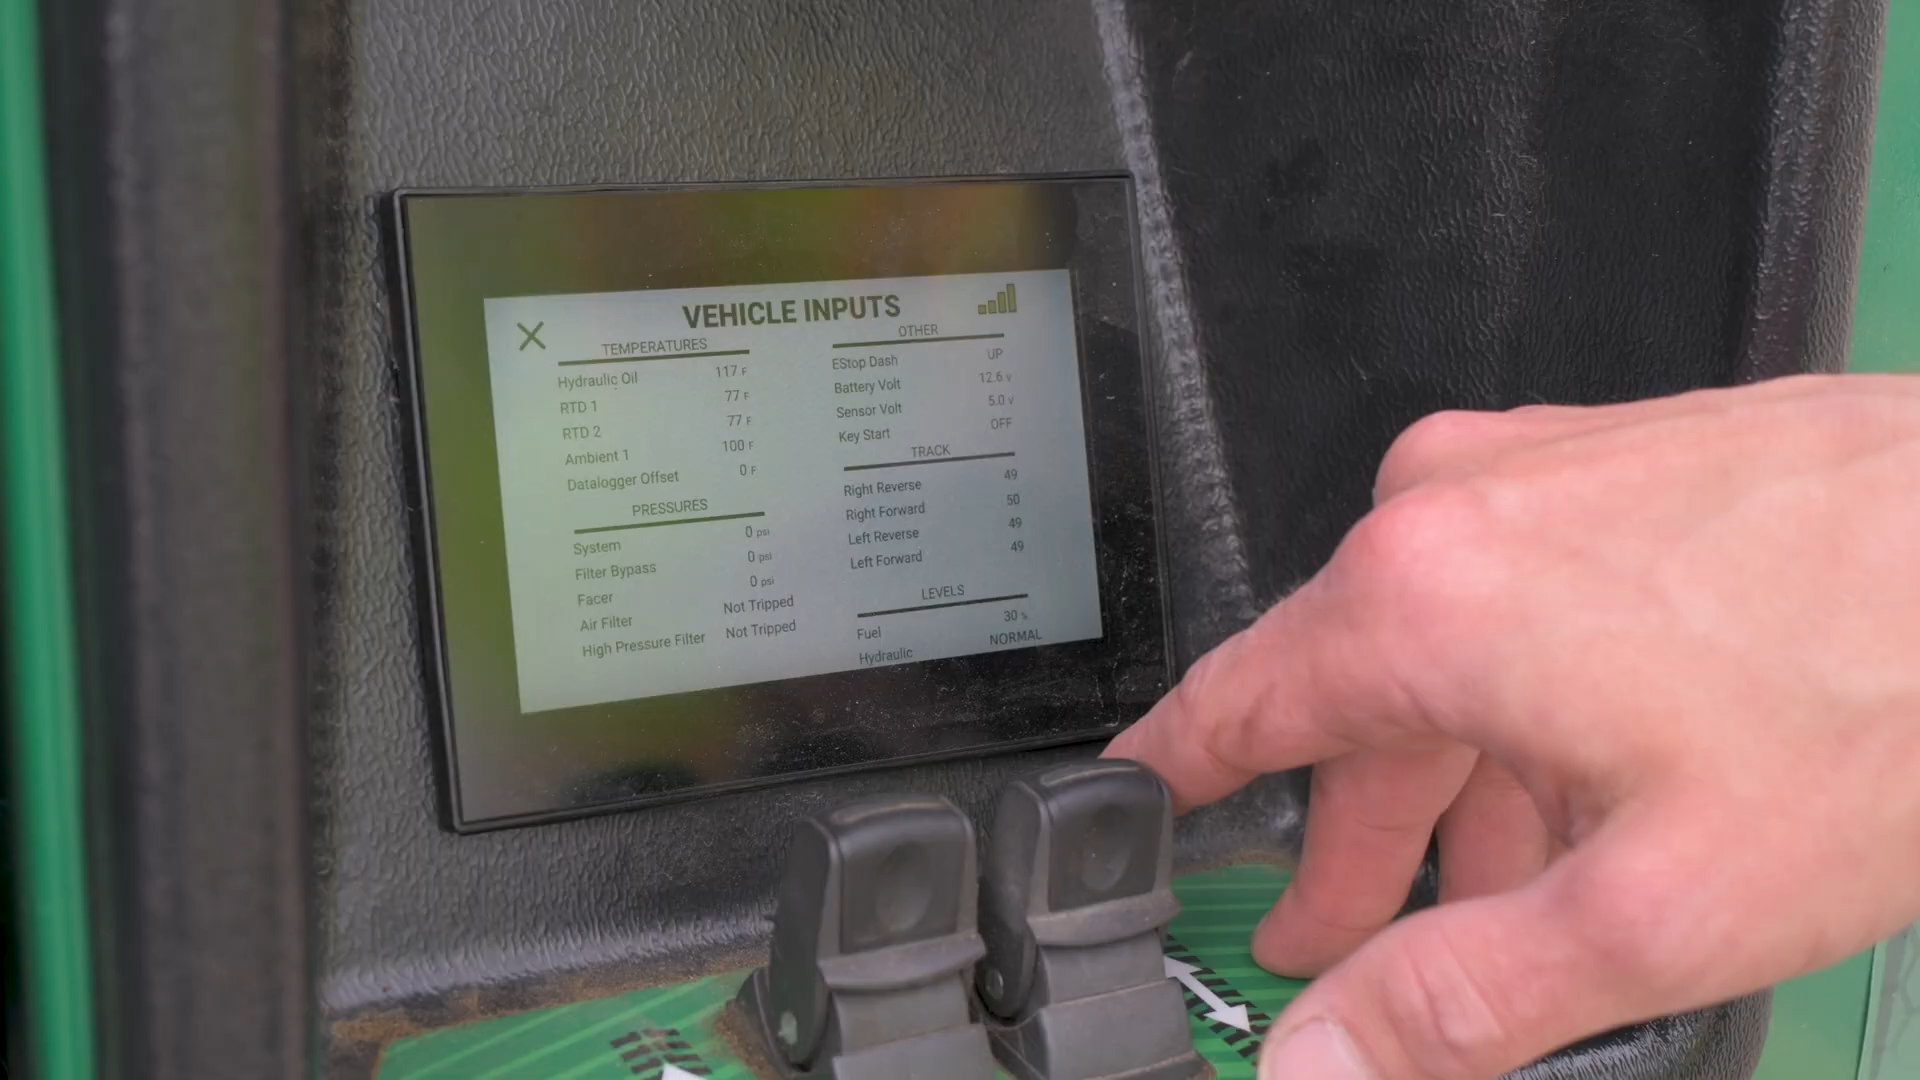 VEHICLE INPUTS
TEMPERATURES
Hydraulic Oil 117 F
RTD 1 77 F
RTD 2 77 F
Ambient 1 100 F
Datalogger Offset 0 F
PRESSURES
System 0 psi
Filter Bypass 0 psi
Facer 0 psi
Air Filter Not Tripped
High Pressure Filter Not Tripped
OTHER
EStop Dash UP
Battery Volt 12.6 v
Sensor Volt 5.0 v
Key Start OFF
TRACK
Right Reverse 49
Right Forward 50
Left Reverse 49
Left Forward 49
LEVELS
Fuel 30 %
Hydraulic NORMAL